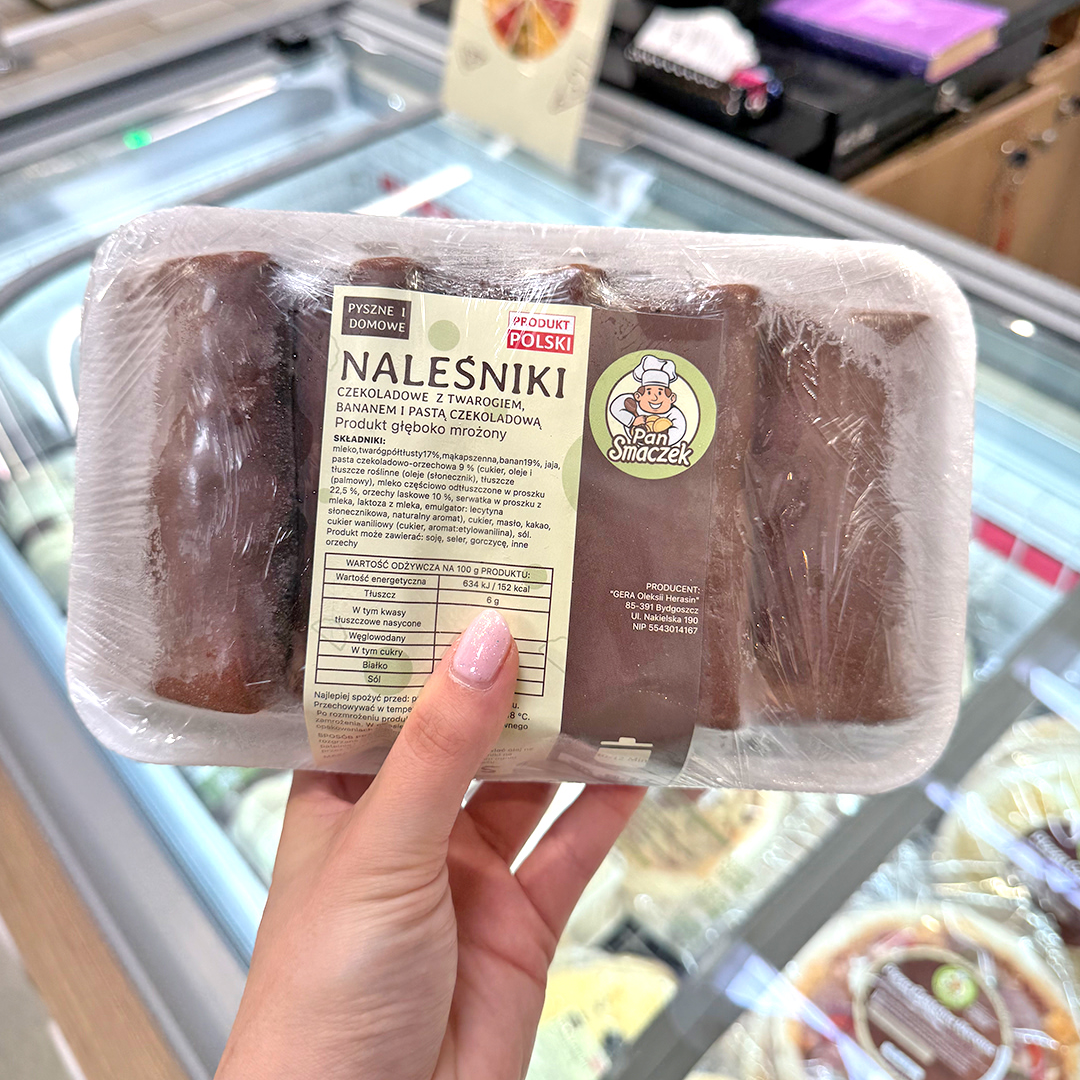 PYSZNE I
DOMOWE
PRODUKT
POLSKI
NALEŚNIKI
CZEKOLADOWE Z TWAROGIEM,
BANANEM I PASTĄ CZEKOLADOWĄ
Produkt głęboko mrożony
SKŁADNIKI:
mleko,twarógpółtłusty17%,mąkapszenna,banan19%, jaja,
pasta czekoladowo-orzechowa 9 % (cukier, oleje i
tłuszcze roślinne (oleje (słonecznik), tłuszcze
(palmowy), mleko częściowo odtłuszczone w proszku
22,5 %, orzechy laskowe 10 %, serwatka w proszku z
mleka, laktoza z mleka, emulgator: lecytyna
słonecznikowa, naturalny aromat), cukier, masło, kakao,
cukier waniliowy (cukier, aromat:etylowanilina), sól.
Produkt może zawierać: soję, seler, gorczycę, inne
orzechy
WARTOŚĆ ODŻYWCZA NA 100 g PRODUKTU:
Wartość energetyczna 634 kJ / 152 kcal
Tłuszcz 6 g
W tym kwasy
tłuszczowe nasycone
Węglowodany
W tym cukry
Białko
Sól
Najlepiej spożyć przed:
Przechowywać w
Po rozmrożeniu
zamrożenia. W
Pan
Smaczek
PRODUCENT:
"GERA Oleksii Herasin"
85-391 Bydgoszcz
Ul. Nakielska 190
NIP 5543014167